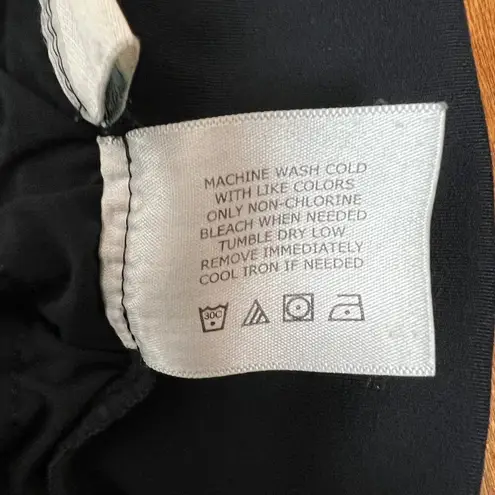 MACHINE WASH COLD
WITH LIKE COLORS
ONLY NON-CHLORINE
BLEACH WHEN NEEDED
TUMBLE DRY LOW
REMOVE IMMEDIATELY
COOL IRON IF NEEDED
30C